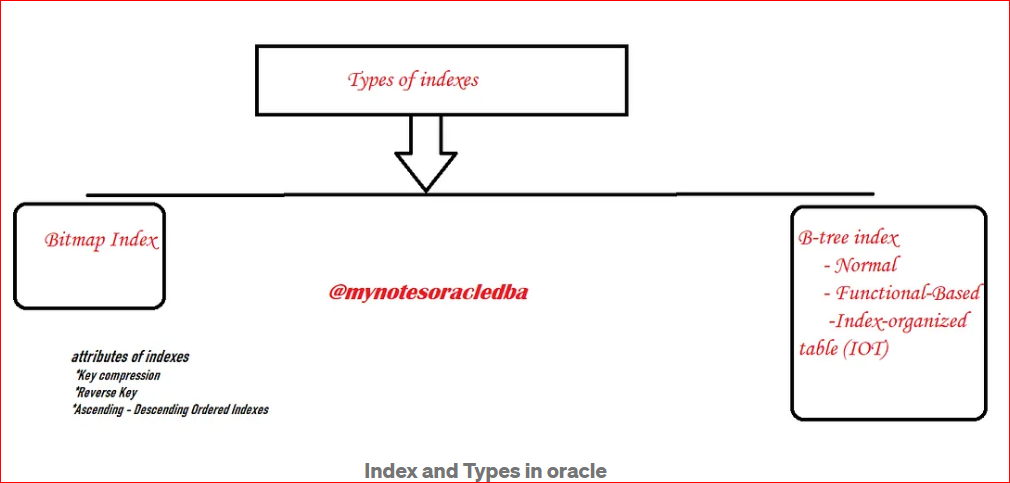 Types of indexes
Bitmap Index
B-tree index
- Normal
- Functional-Based
-Index-organized
table (IOT)
@mynotesoracledba
attributes of indexes
*Key compression
*Reverse Key
*Ascending - Descending Ordered Indexes
Index and Types in oracle